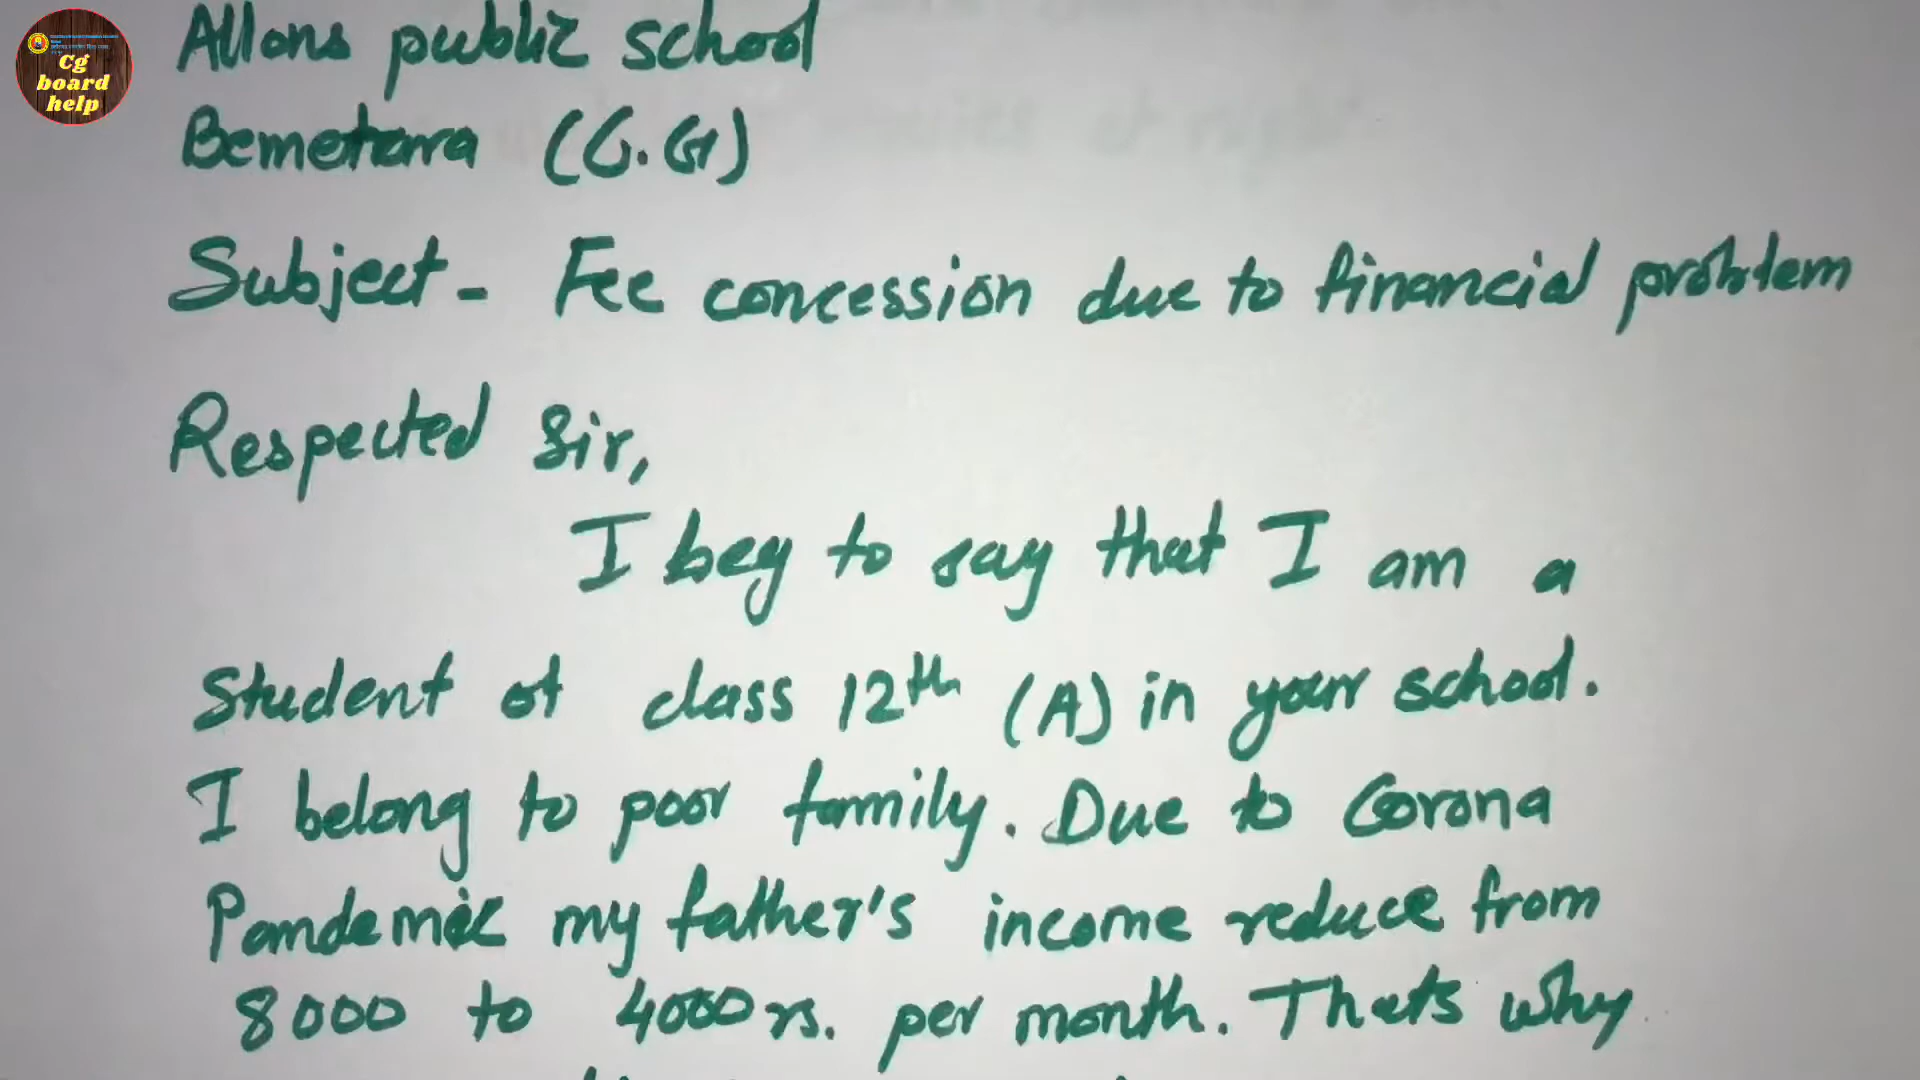 Cg
board
help
Allons public school
Bemetara (C.G)
Subject - Fee concession due to financial problem
Respected Sir,
I beg to say that I am a
Student of class 12th (A) in your school.
I belong to poor family. Due to Corona
Pandemic my father's income reduce from
8000 to 4000 rs. per month. Thats why